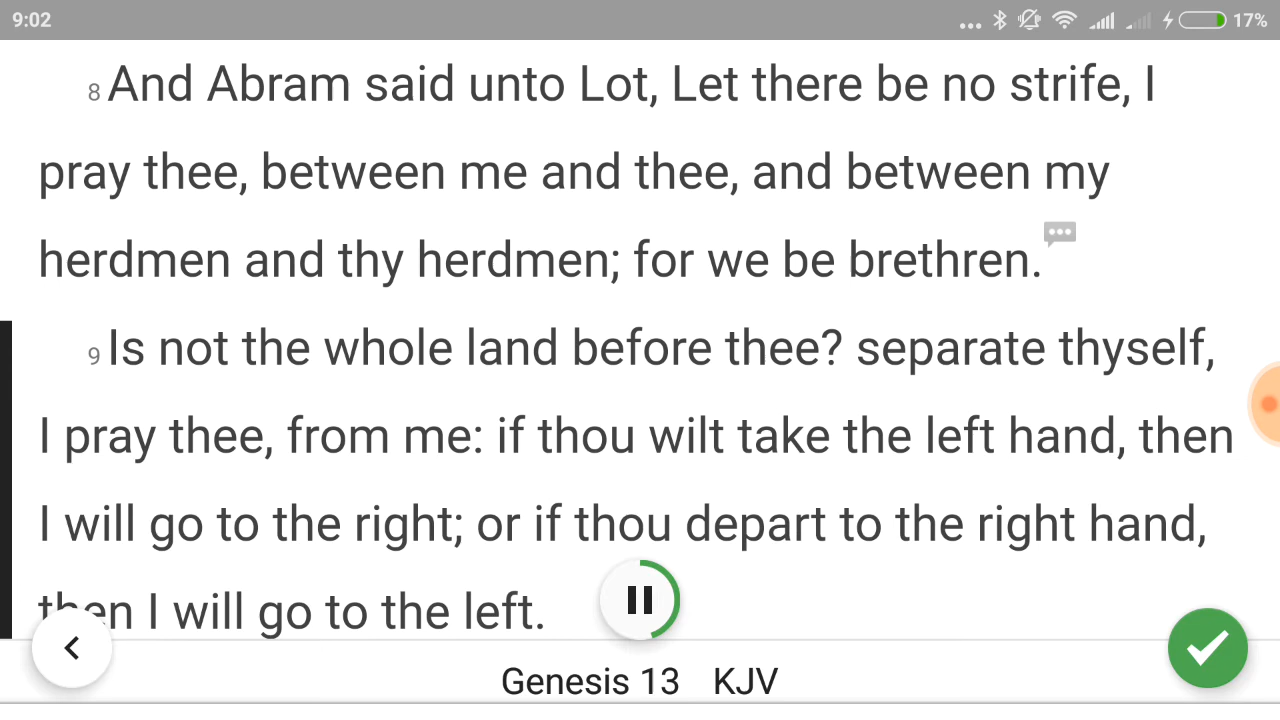 9:02 17%
8 And Abram said unto Lot, Let there be no strife, I
pray thee, between me and thee, and between my
herdmen and thy herdmen; for we be brethren.
9 Is not the whole land before thee? separate thyself,
I pray thee, from me: if thou wilt take the left hand, then
I will go to the right; or if thou depart to the right hand,
then I will go to the left.
Genesis 13 KJV